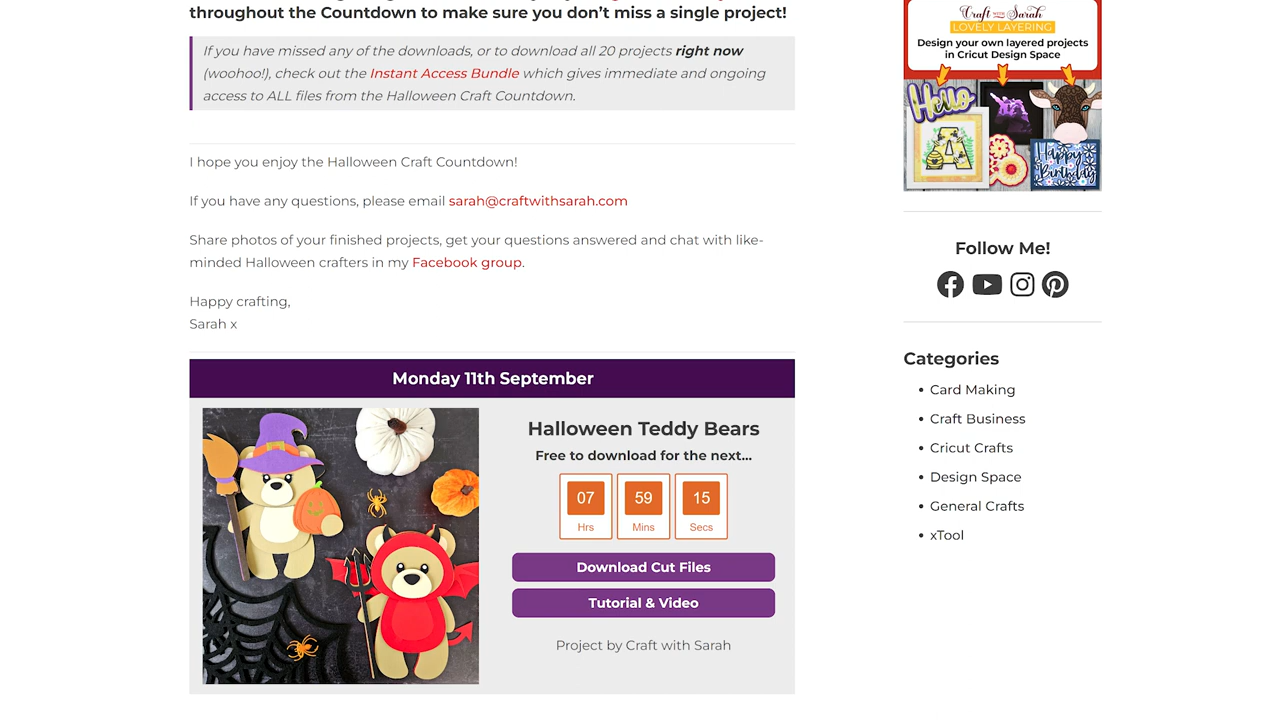 throughout the Countdown to make sure you don’t miss a single project!
If you have missed any of the downloads, or to download all 20 projects right now
(woohoo!), check out the Instant Access Bundle which gives immediate and ongoing
access to ALL files from the Halloween Craft Countdown.
I hope you enjoy the Halloween Craft Countdown!
If you have any questions, please email sarah@craftwithsarah.com
Share photos of your finished projects, get your questions answered and chat with like-
minded Halloween crafters in my Facebook group.
Happy crafting,
Sarah x
Monday 11th September
Halloween Teddy Bears
Free to download for the next...
07 59 15
Hrs Mins Secs
Download Cut Files
Tutorial & Video
Project by Craft with Sarah
Craft with Sarah
LOVELY LAYERING
Design your own layered projects
in Cricut Design Space
Hello
A
Happy
Birthday
Follow Me!
Categories
Card Making
Craft Business
Cricut Crafts
Design Space
General Crafts
xTool